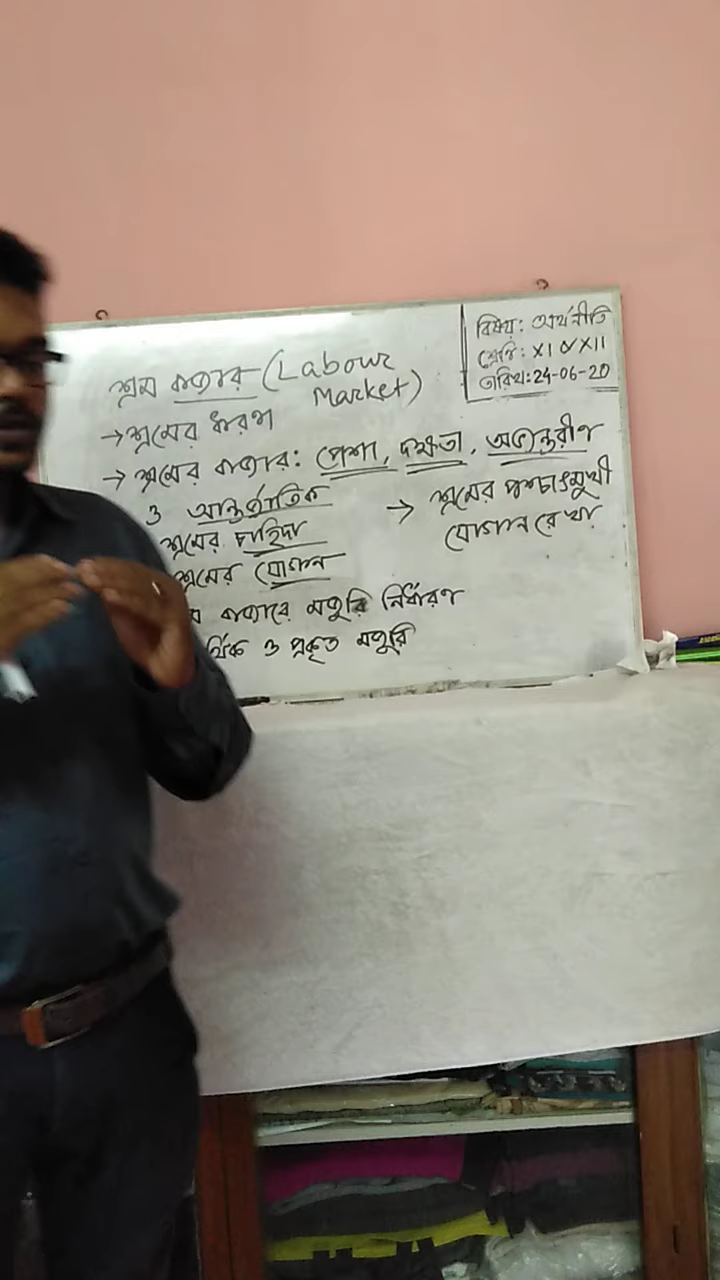 বিষয়: অর্থনীতি
শ্রেণি: XI ও XII
তারিখ: 24-06-20
শ্রম বাজার (Labour
Market)
→ শ্রমের ধারণা
→ শ্রমের বাজার: পেশা, দক্ষতা, অভ্যন্তরীণ
ও আন্তর্জাতিক
শ্রমের চাহিদা
শ্রমের যোগান
বাজারে মজুরি নির্ধারণ
ও প্রকৃত মজুরি
→ শ্রমের পশ্চাৎমুখী
যোগান রেখা